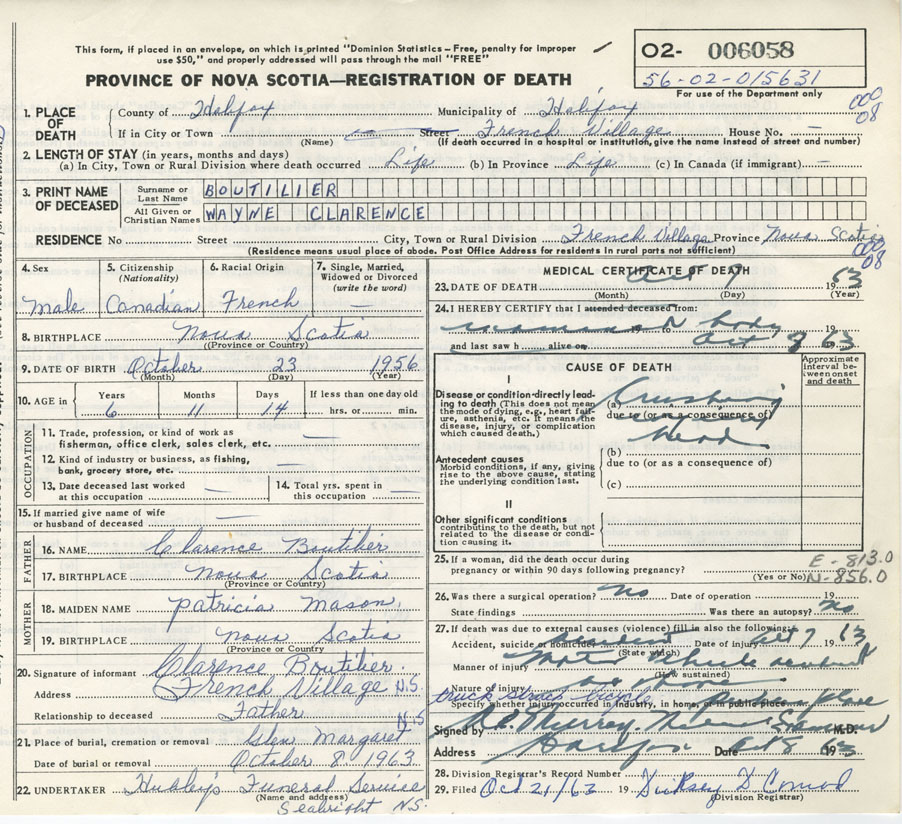 This form, if placed in an envelope, on which is printed "Dominion Statistics—Free, penalty for improper
use $50," and properly addressed will pass through the mail "FREE"
O2- 006058
56-02-015631
For use of the Department only
PROVINCE OF NOVA SCOTIA—REGISTRATION OF DEATH
000
08
1. PLACE OF DEATH
County of Halifax Municipality of Halifax
If in City or Town Street French Village House No. —
(Name) (If death occurred in a hospital or institution, give the name instead of street and number)
2. LENGTH OF STAY (in years, months and days)
(a) In City, Town or Rural Division where death occurred Life (b) In Province Life (c) In Canada (if immigrant) —
3. PRINT NAME OF DECEASED
Surname or Last Name BOUTILIER
All Given or Christian Names WAYNE CLARENCE
RESIDENCE No Street City, Town or Rural Division French Village Province Nova Scotia
(Residence means usual place of abode. Post Office Address for residents in rural parts not sufficient)
000
08
4. Sex 5. Citizenship (Nationality) 6. Racial Origin 7. Single, Married, Widowed or Divorced (write the word)
Male Canadian French —
8. BIRTHPLACE Nova Scotia
(Province or Country)
9. DATE OF BIRTH October 23 1956
(Month) (Day) (Year)
10. AGE in Years Months Days If less than one day old
6 11 14 hrs. or min.
OCCUPATION
11. Trade, profession, or kind of work as
fisherman, office clerk, sales clerk, etc. —
12. Kind of industry or business, as fishing,
bank, grocery store, etc. —
13. Date deceased last worked at this occupation — 14. Total yrs. spent in this occupation —
15. If married give name of wife
or husband of deceased —
FATHER
16. NAME Clarence Boutilier
17. BIRTHPLACE Nova Scotia
(Province or Country)
MOTHER
18. MAIDEN NAME Patricia Mason
19. BIRTHPLACE Nova Scotia
(Province or Country)
20. Signature of informant Clarence Boutilier
Address French Village N.S.
Relationship to deceased Father
21. Place of burial, cremation or removal Glen Margaret N.S
Date of burial or removal October 8 1963
22. UNDERTAKER Hubley's Funeral Service
(Name and address)
Seabright N.S.
MEDICAL CERTIFICATE OF DEATH
23. DATE OF DEATH Oct 7 1963
(Month) (Day) (Year)
24. I HEREBY CERTIFY that I attended deceased from:
body 19
and last saw h alive on Oct 8 1963
CAUSE OF DEATH
Approximate interval between onset and death
I
Disease or condition directly leading to death (This does not mean the mode of dying, e.g., heart failure, asthenia, etc. It means the disease, injury, or complication which caused death.)
(a) Crushing
due to (or as a consequence of)
head
Antecedent causes
Morbid conditions, if any, giving rise to the above cause, stating the underlying condition last.
(b)
due to (or as a consequence of)
(c)
II
Other significant conditions
contributing to the death, but not related to the disease or condition causing it.
25. If a woman, did the death occur during
pregnancy or within 90 days following pregnancy?
(Yes or No)
E-813.0
N-856.0
26. Was there a surgical operation? No Date of operation 19
State findings Was there an autopsy? No
27. If death was due to external causes (violence) fill in also the following:
Accident, suicide or homicide? Accident Date of injury Oct 7 1963
(State which)
Manner of injury Motor Vehicle accident
(How sustained)
Nature of injury as above
truck struck bicycle
Specify whether injury occurred in industry, in home, or in public place Public Place
Signed by Murray M.D.
Address Halifax Date Oct 8 1963
28. Division Registrar's Record Number
29. Filed Oct 21/63 19
(Division Registrar)